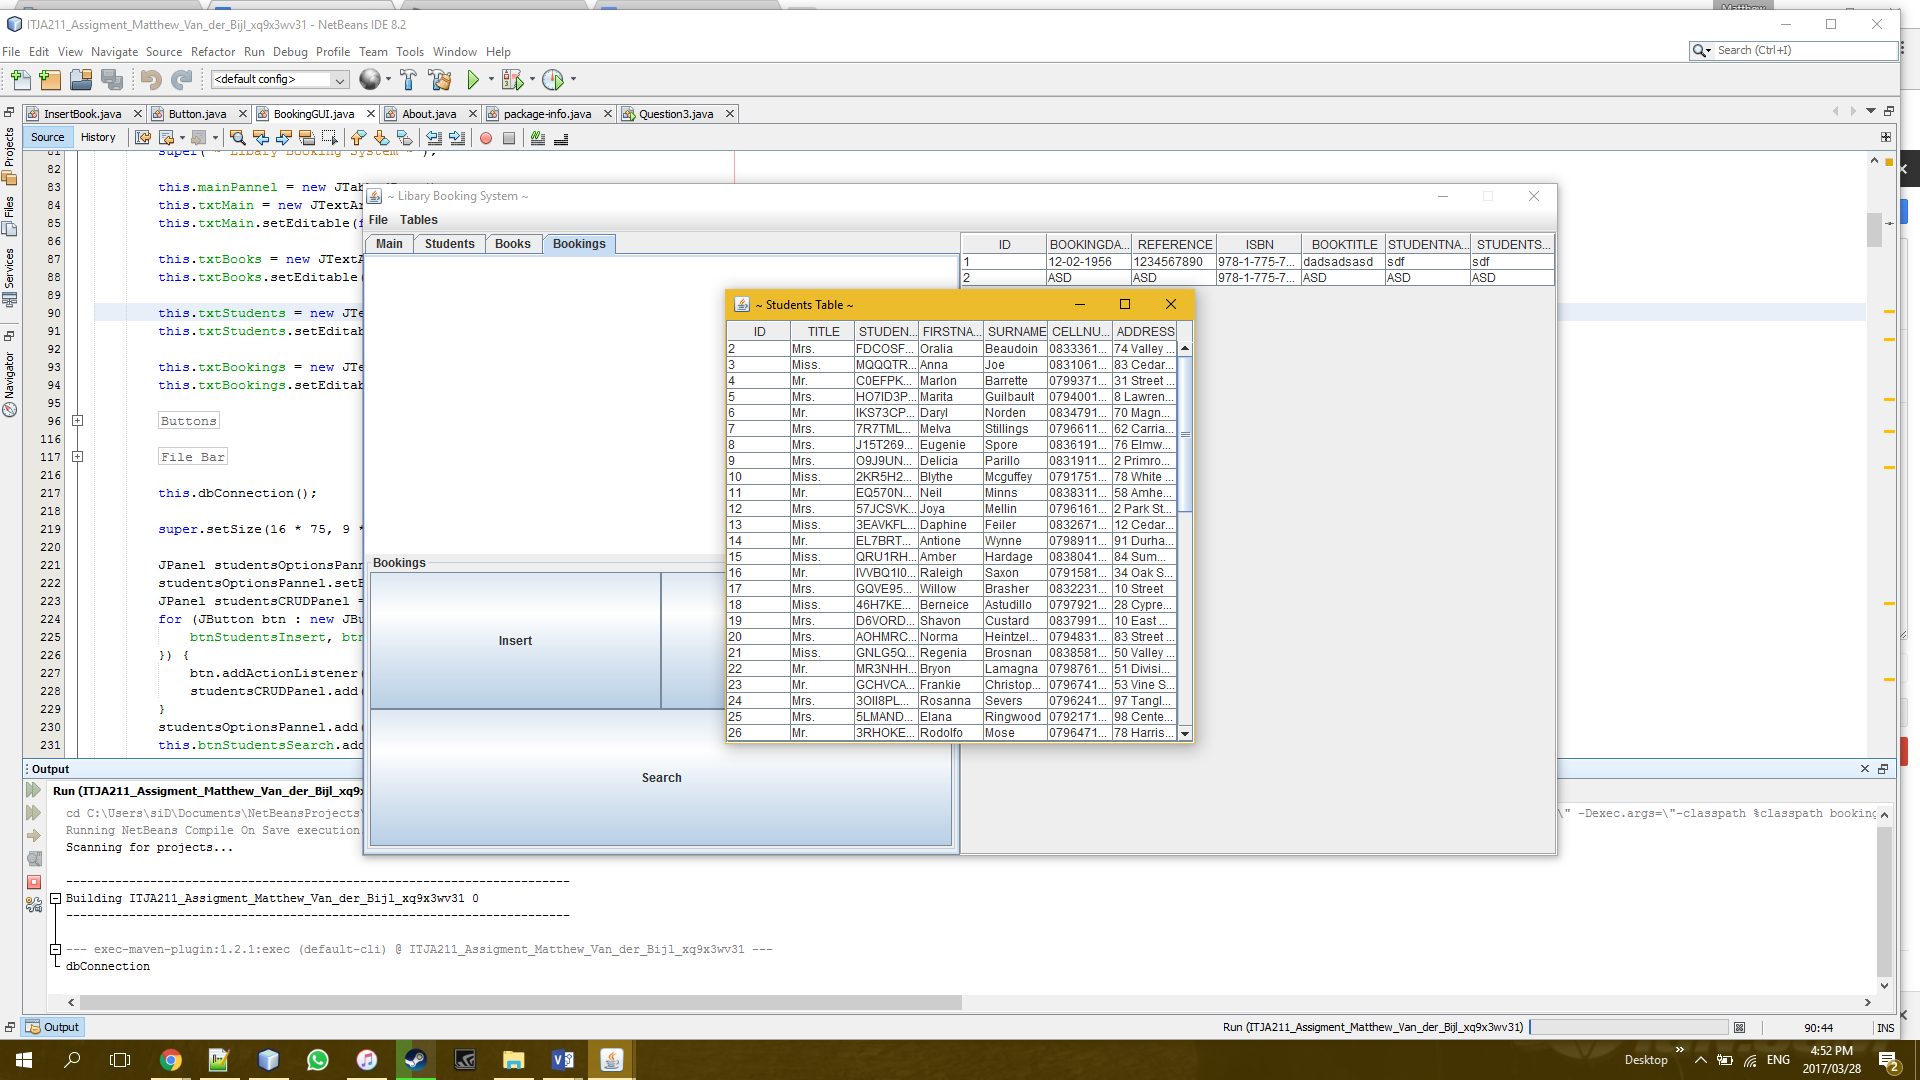 Matthew
ITJA211_Assigment_Matthew_Van_der_Bijl_xq9x3wv31 - NetBeans IDE 8.2
File Edit View Navigate Source Refactor Run Debug Profile Team Tools Window Help
Search (Ctrl+I)
<default config>
InsertBook.java Button.java BookingGUI.java About.java package-info.java Question3.java
Source History
Projects
Files
Services
Navigator
81 super( ~ Libary Booking System ~ );
82
83 this.mainPannel = new JTab
84 this.txtMain = new JTextAr
85 this.txtMain.setEditable(f
86
87 this.txtBooks = new JTextA
88 this.txtBooks.setEditable(
89
90 this.txtStudents = new JTe
91 this.txtStudents.setEditab
92
93 this.txtBookings = new JTe
94 this.txtBookings.setEditab
95
96 Buttons
116
117 File Bar
216
217 this.dbConnection();
218
219 super.setSize(16 * 75, 9 *
220
221 JPanel studentsOptionsPann
222 studentsOptionsPannel.setB
223 JPanel studentsCRUDPanel =
224 for (JButton btn : new JBu
225 btnStudentsInsert, btn
226 }) {
227 btn.addActionListener(
228 studentsCRUDPanel.add(
229 }
230 studentsOptionsPannel.add(
231 this.btnStudentsSearch.add
~ Libary Booking System ~
File Tables
Main Students Books Bookings
ID BOOKINGDA... REFERENCE ISBN BOOKTITLE STUDENTNA... STUDENTS...
1 12-02-1956 1234567890 978-1-775-7... dadsadsasd sdf sdf
2 ASD ASD 978-1-775-7... ASD ASD ASD
Bookings
Insert
Search
~ Students Table ~
ID TITLE STUDEN... FIRSTNA... SURNAME CELLNU... ADDRESS
2 Mrs. FDCOSF... Oralia Beaudoin 0833361... 74 Valley ...
3 Miss. MQQQTR... Anna Joe 0831061... 83 Cedar...
4 Mr. C0EFPK... Marlon Barrette 0799371... 31 Street ...
5 Mrs. HO7ID3P... Marita Guilbault 0794001... 8 Lawren...
6 Mr. IKS73CP... Daryl Norden 0834791... 70 Magn...
7 Mrs. 7R7TML... Melva Stillings 0796611... 62 Carria...
8 Mrs. J15T269... Eugenie Spore 0836191... 76 Elmw...
9 Mrs. O9J9UN... Delicia Parillo 0831911... 2 Primro...
10 Miss. 2KR5H2... Blythe Mcguffey 0791751... 78 White ...
11 Mr. EQ570N... Neil Minns 0838311... 58 Amhe...
12 Mrs. 57JCSVK... Joya Mellin 0796161... 2 Park St...
13 Miss. 3EAVKFL... Daphine Feiler 0832671... 12 Cedar...
14 Mr. EL7BRT... Antione Wynne 0798911... 91 Durha...
15 Miss. QRU1RH... Amber Hardage 0838041... 84 Sum...
16 Mr. IVVBQ1I0... Raleigh Saxon 0791581... 34 Oak S...
17 Mrs. GQVE95... Willow Brasher 0832231... 10 Street
18 Miss. 46H7KE... Berneice Astudillo 0797921... 28 Cypre...
19 Mrs. D6VORD... Shavon Custard 0837991... 10 East ...
20 Mrs. AOHMRC... Norma Heintzel... 0794831... 83 Street ...
21 Miss. GNLG5Q... Regenia Brosnan 0838581... 50 Valley ...
22 Mr. MR3NHH... Bryon Lamagna 0798761... 51 Divisi...
23 Mr. GCHVCA... Frankie Christop... 0796741... 53 Vine S...
24 Mrs. 3OII8PL... Rosanna Severs 0796241... 97 Tangl...
25 Mrs. 5LMAND... Elana Ringwood 0792171... 98 Cente...
26 Mr. 3RHOKE... Rodolfo Mose 0796471... 78 Harris...
Output
Run (ITJA211_Assigment_Matthew_Van_der_Bijl_xq9x3
cd C:\Users\siD\Documents\NetBeansProjects\ \" -Dexec.args=\"-classpath %classpath booking
Running NetBeans Compile On Save execution.
Scanning for projects...
------------------------------------------------------------------------
Building ITJA211_Assigment_Matthew_Van_der_Bijl_xq9x3wv31 0
------------------------------------------------------------------------
--- exec-maven-plugin:1.2.1:exec (default-cli) @ ITJA211_Assigment_Matthew_Van_der_Bijl_xq9x3wv31 ---
dbConnection
Output
Run (ITJA211_Assigment_Matthew_Van_der_Bijl_xq9x3wv31)
90:44 INS
Desktop
ENG
4:52 PM
2017/03/28
2